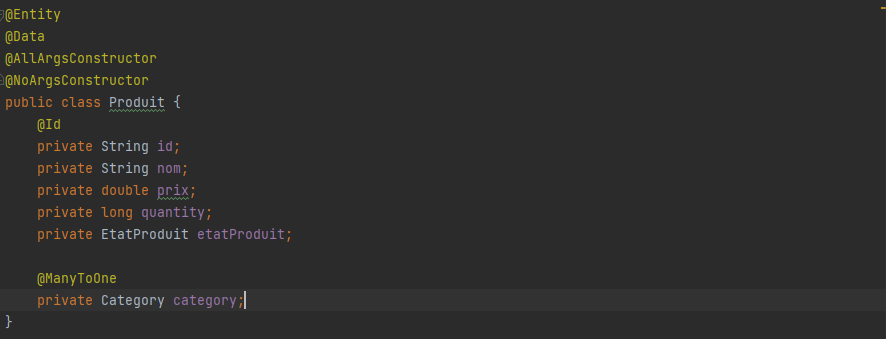 @Entity
@Data
@AllArgsConstructor
@NoArgsConstructor
public class Produit {
    @Id
    private String id;
    private String nom;
    private double prix;
    private long quantity;
    private EtatProduit etatProduit;

    @ManyToOne
    private Category category;
}